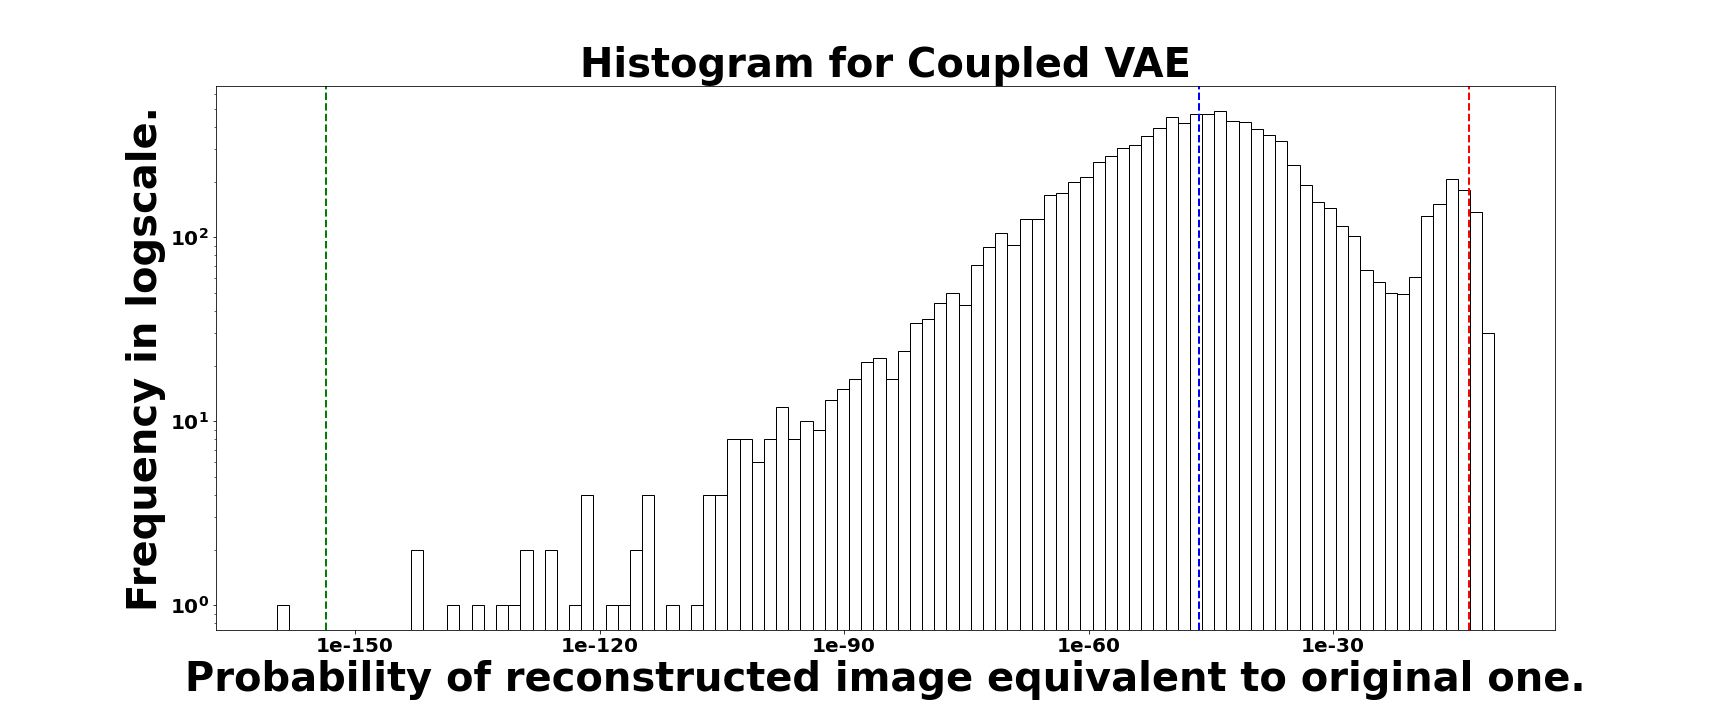 Histogram for Coupled VAE
Frequency in logscale.
10²
10¹
10⁰
1e-150 1e-120 1e-90 1e-60 1e-30
Probability of reconstructed image equivalent to original one.